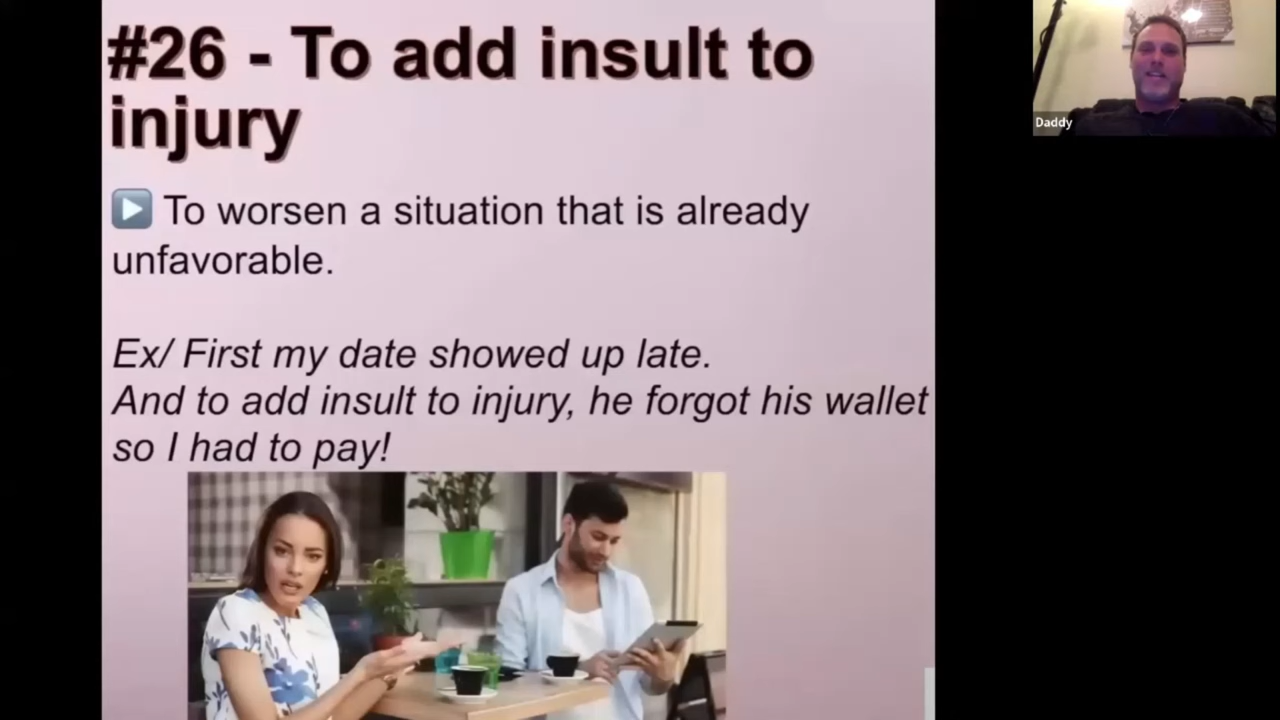 #26 - To add insult to
injury
▶️ To worsen a situation that is already
unfavorable.
Ex/ First my date showed up late.
And to add insult to injury, he forgot his wallet
so I had to pay!
Daddy